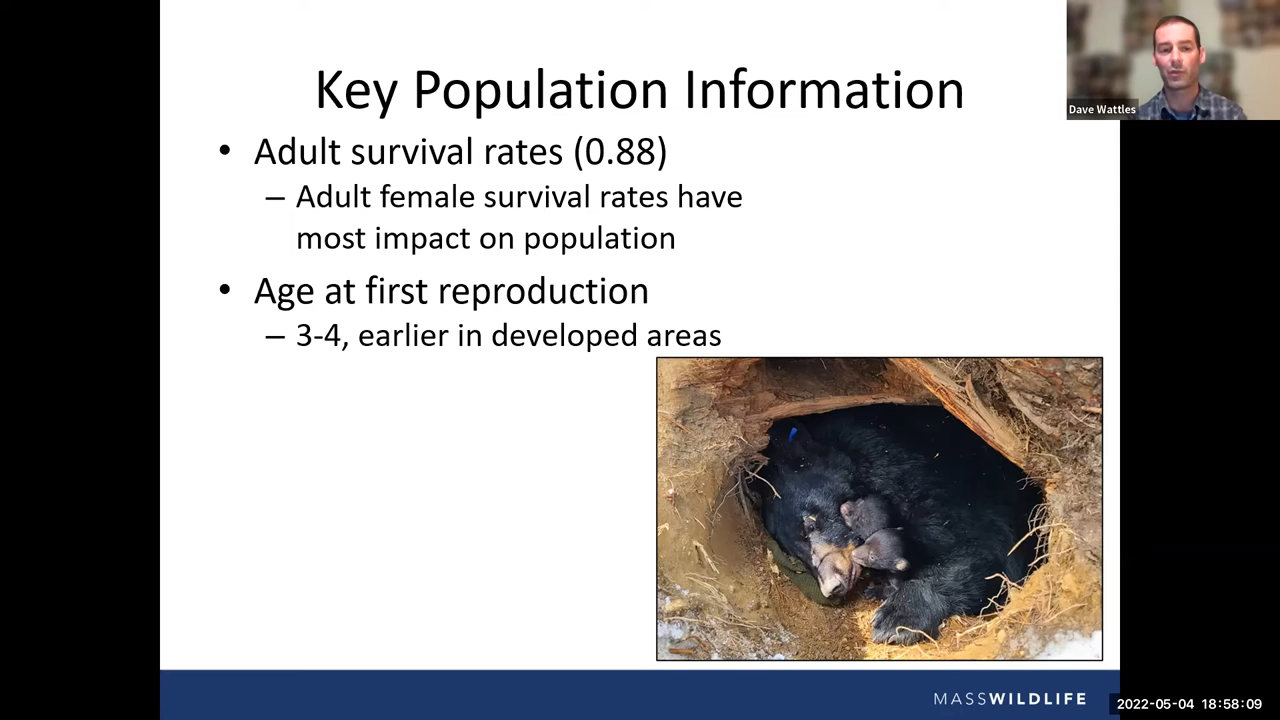 Key Population Information
Dave Wattles
• Adult survival rates (0.88)
– Adult female survival rates have
most impact on population
• Age at first reproduction
– 3-4, earlier in developed areas
MASSWILDLIFE
2022-05-04 18:58:09